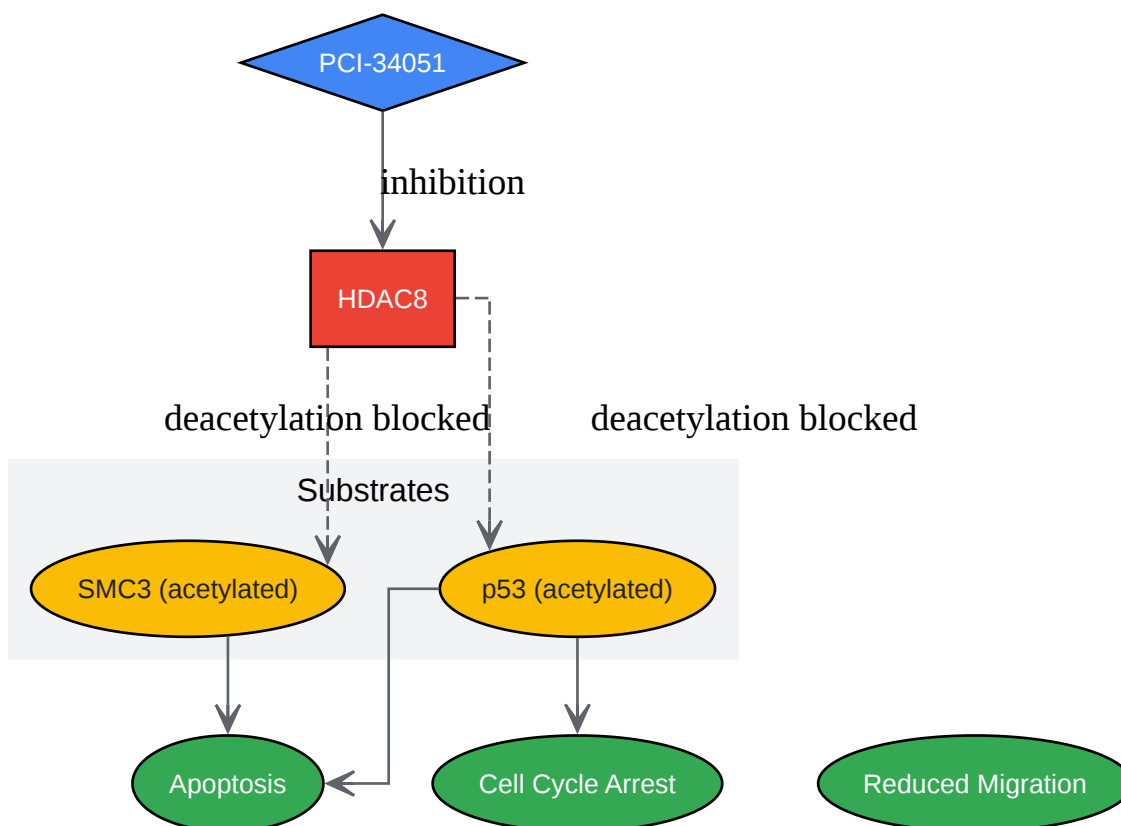 PCI-34051
inhibition
HDAC8
deacetylation blocked
deacetylation blocked
Substrates
SMC3 (acetylated)
p53 (acetylated)
Apoptosis
Cell Cycle Arrest
Reduced Migration